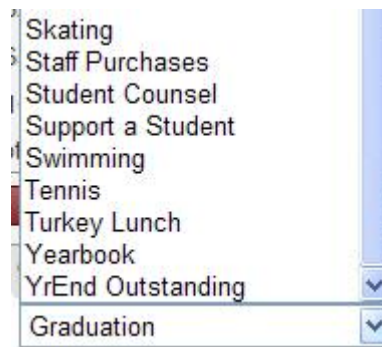 Skating
Staff Purchases
Student Counsel
Support a Student
Swimming
Tennis
Turkey Lunch
Yearbook
YrEnd Outstanding
Graduation